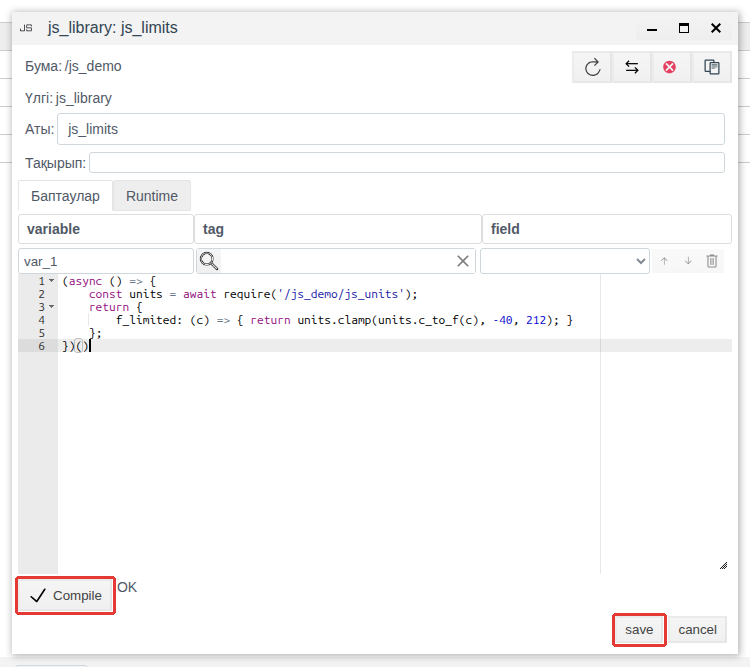 JS js_library: js_limits
Бума: /js_demo
Үлгі: js_library
Аты: js_limits
Тақырып:
Баптаулар Runtime
variable tag field
var_1
1 (async () => {
2 const units = await require('/js_demo/js_units');
3 return {
4 f_limited: (c) => { return units.clamp(units.c_to_f(c), -40, 212); }
5 };
6 })()
Compile OK
save cancel